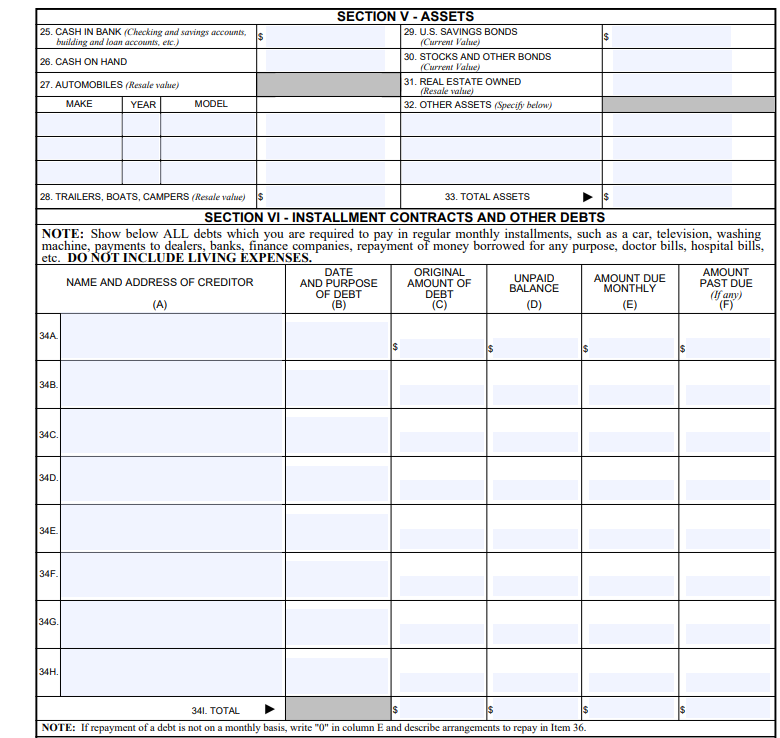 SECTION V - ASSETS
25. CASH IN BANK (Checking and savings accounts, building and loan accounts, etc.)
$
29. U.S. SAVINGS BONDS
(Current Value)
$
26. CASH ON HAND
30. STOCKS AND OTHER BONDS
(Current Value)
27. AUTOMOBILES (Resale value)
31. REAL ESTATE OWNED
(Resale value)
MAKE YEAR MODEL
32. OTHER ASSETS (Specify below)
28. TRAILERS, BOATS, CAMPERS (Resale value) $
33. TOTAL ASSETS ► $
SECTION VI - INSTALLMENT CONTRACTS AND OTHER DEBTS
NOTE: Show below ALL debts which you are required to pay in regular monthly installments, such as a car, television, washing
machine, payments to dealers, banks, finance companies, repayment of money borrowed for any purpose, doctor bills, hospital bills,
etc. DO NOT INCLUDE LIVING EXPENSES.
NAME AND ADDRESS OF CREDITOR
(A)
DATE
AND PURPOSE
OF DEBT
(B)
ORIGINAL
AMOUNT OF
DEBT
(C)
UNPAID
BALANCE
(D)
AMOUNT DUE
MONTHLY
(E)
AMOUNT
PAST DUE
(If any)
(F)
34A. $ $ $ $
34B.
34C.
34D.
34E.
34F.
34G.
34H.
34I. TOTAL ► $ $ $ $
NOTE: If repayment of a debt is not on a monthly basis, write "0" in column E and describe arrangements to repay in Item 36.